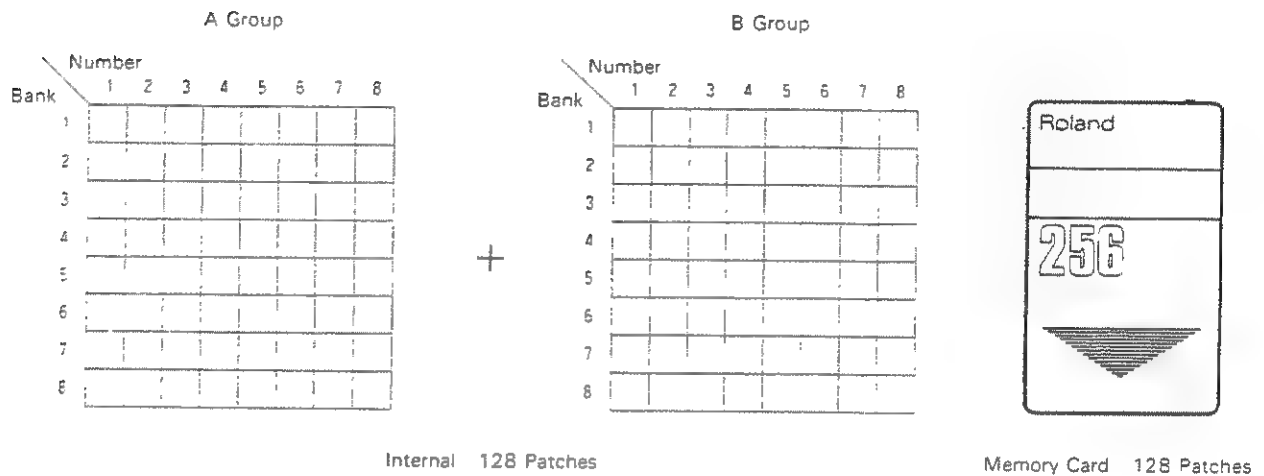 A Group
Number
1 2 3 4 5 6 7 8
Bank
1
2
3
4
5
6
7
8
+
B Group
Number
1 2 3 4 5 6 7 8
Bank
1
2
3
4
5
6
7
8
Roland
256
Internal 128 Patches
Memory Card 128 Patches